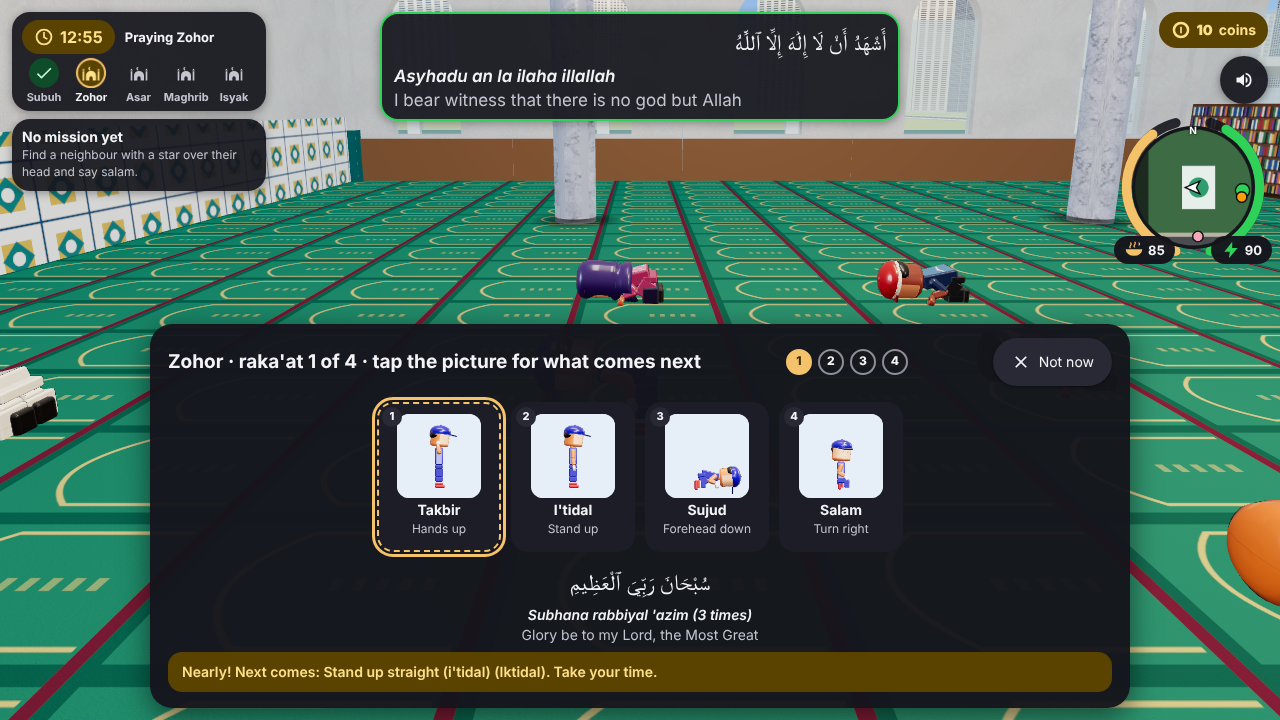 12:55 Praying Zohor
Subuh Zohor Asar Maghrib Isyak
No mission yet
Find a neighbour with a star over their
head and say salam.
أَشْهَدُ أَنْ لَا إِلَٰهَ إِلَّا ٱللَّهُ
Asyhadu an la ilaha illallah
I bear witness that there is no god but Allah
10 coins
N
85 90
Zohor · raka'at 1 of 4 · tap the picture for what comes next
1 2 3 4
Not now
1 2 3 4
Takbir I'tidal Sujud Salam
Hands up Stand up Forehead down Turn right
سُبْحَانَ رَبِّيَ ٱلْعَظِيمِ
Subhana rabbiyal 'azim (3 times)
Glory be to my Lord, the Most Great
Nearly! Next comes: Stand up straight (i'tidal) (Iktidal). Take your time.